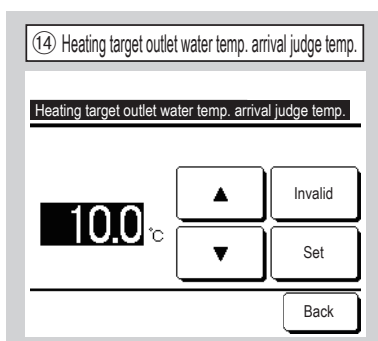 ⑭ Heating target outlet water temp. arrival judge temp.
Heating target outlet water temp. arrival judge temp.
▲ Invalid
10.0 °C
▼ Set
Back